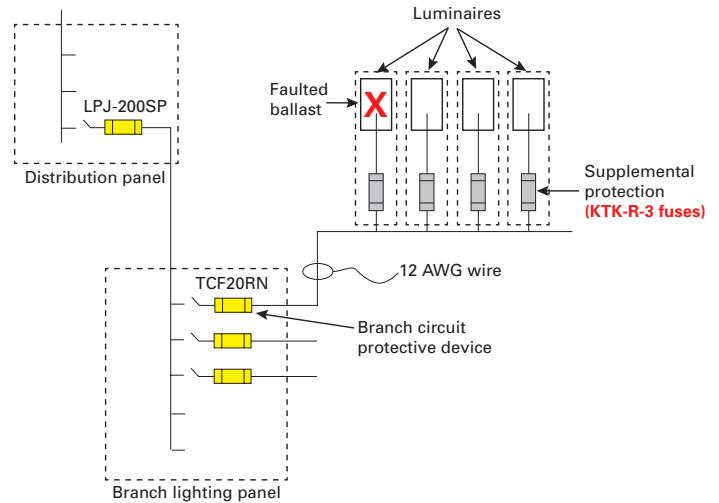 Luminaires
Faulted
ballast
X
LPJ-200SP
Distribution panel
Supplemental
protection
(KTK-R-3 fuses)
12 AWG wire
TCF20RN
Branch circuit
protective device
Branch lighting panel